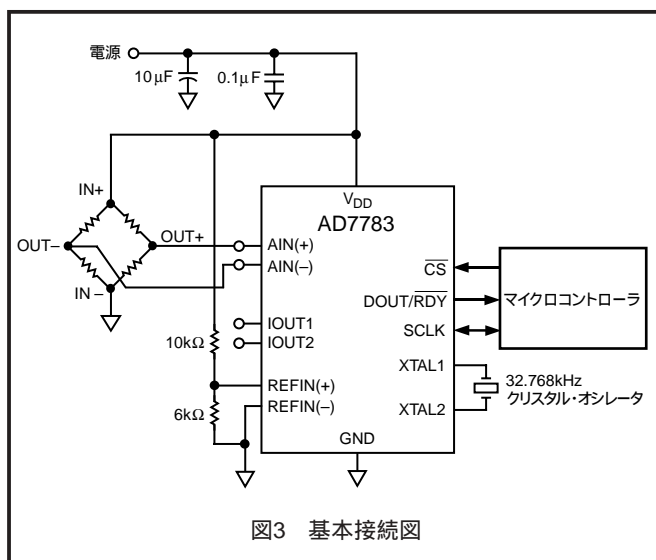 電源
10μF
0.1μF
IN+
OUT–
OUT+
IN –
VDD
AD7783
AIN(+)
AIN(–)
IOUT1
IOUT2
10kΩ
REFIN(+)
6kΩ
REFIN(–)
GND
CS
DOUT/RDY
SCLK
XTAL1
XTAL2
マイクロコントローラ
32.768kHz
クリスタル・オシレータ
図3 基本接続図